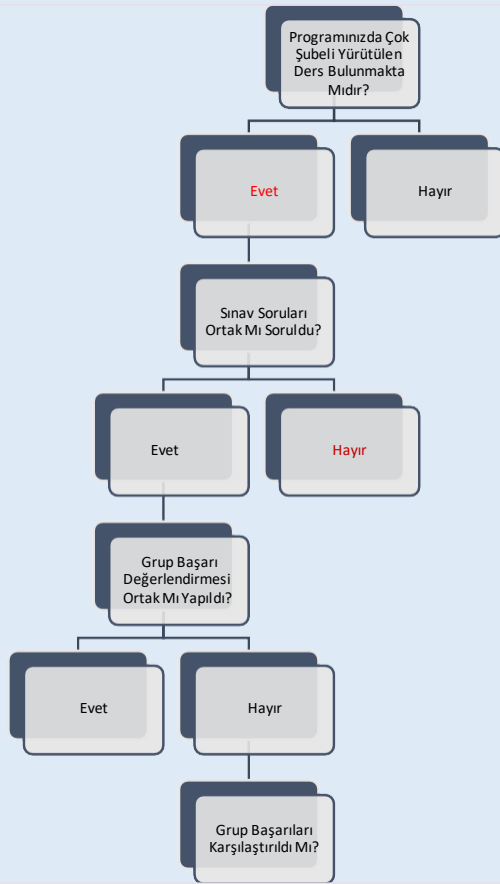 Programınızda Çok
Şubeli Yürütülen
Ders Bulunmakta
Mıdır?
Evet
Hayır
Sınav Soruları
Ortak Mı Soruldu?
Evet
Hayır
Grup Başarı
Değerlendirmesi
Ortak Mı Yapıldı?
Evet
Hayır
Grup Başarıları
Karşılaştırıldı Mı?